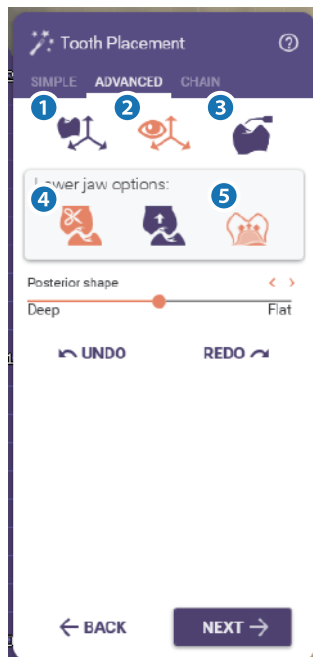 Tooth Placement
SIMPLE ADVANCED CHAIN
1 2 3
Lower jaw options:
4 5
Posterior shape
Deep Flat
UNDO REDO
BACK NEXT